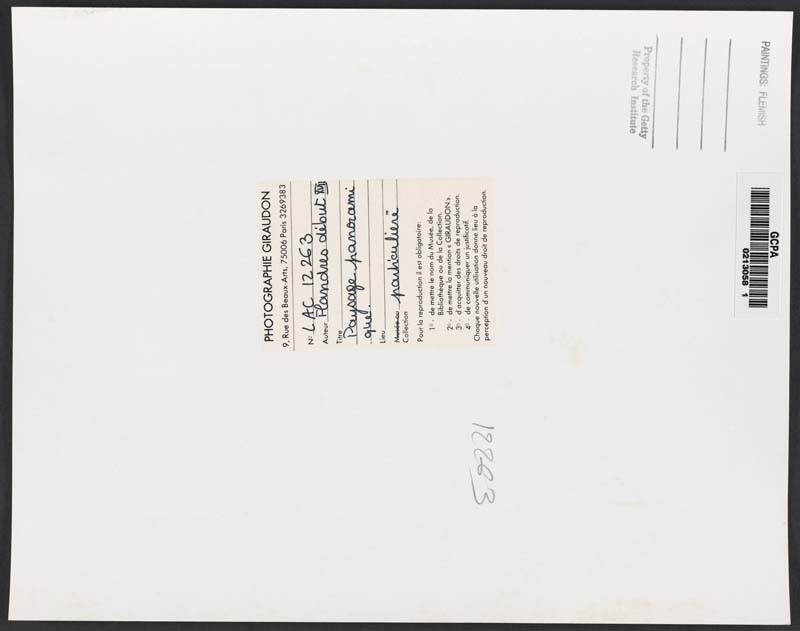 PAINTINGS: FLEMISH
Property of the Getty
Research Institute
GCPA
0213058 1
PHOTOGRAPHIE GIRAUDON
9, Rue des Beaux-Arts, 75006 Paris 3269383
N° LAC 12263
Auteur Flandres début XVII
Titre Paysage panorami
que.
Lieu
Musée ou particulière
Collection
Pour la reproduction il est obligatoire:
1° - de mettre le nom du Musée, de la
Bibliothèque ou de la Collection.
2° - de mettre la mention « GIRAUDON ».
3° - d'acquitter des droits de reproduction.
4° - de communiquer un justificatif.
Chaque nouvelle utilisation donne lieu à la
perception d'un nouveau droit de reproduction.
12263